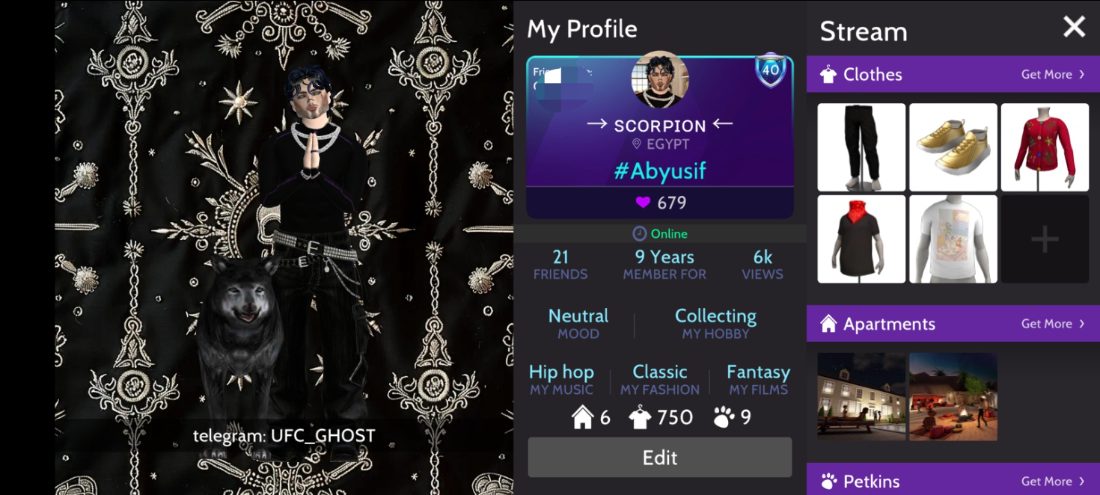 telegram: UFC_GHOST
My Profile
40
→ SCORPION ←
EGYPT
#Abyusif
679
Online
21
FRIENDS
9 Years
MEMBER FOR
6k
VIEWS
Neutral
MOOD
Collecting
MY HOBBY
Hip hop
MY MUSIC
Classic
MY FASHION
Fantasy
MY FILMS
6
750
9
Edit
Stream
Clothes
Get More
Apartments
Get More
Petkins
Get More